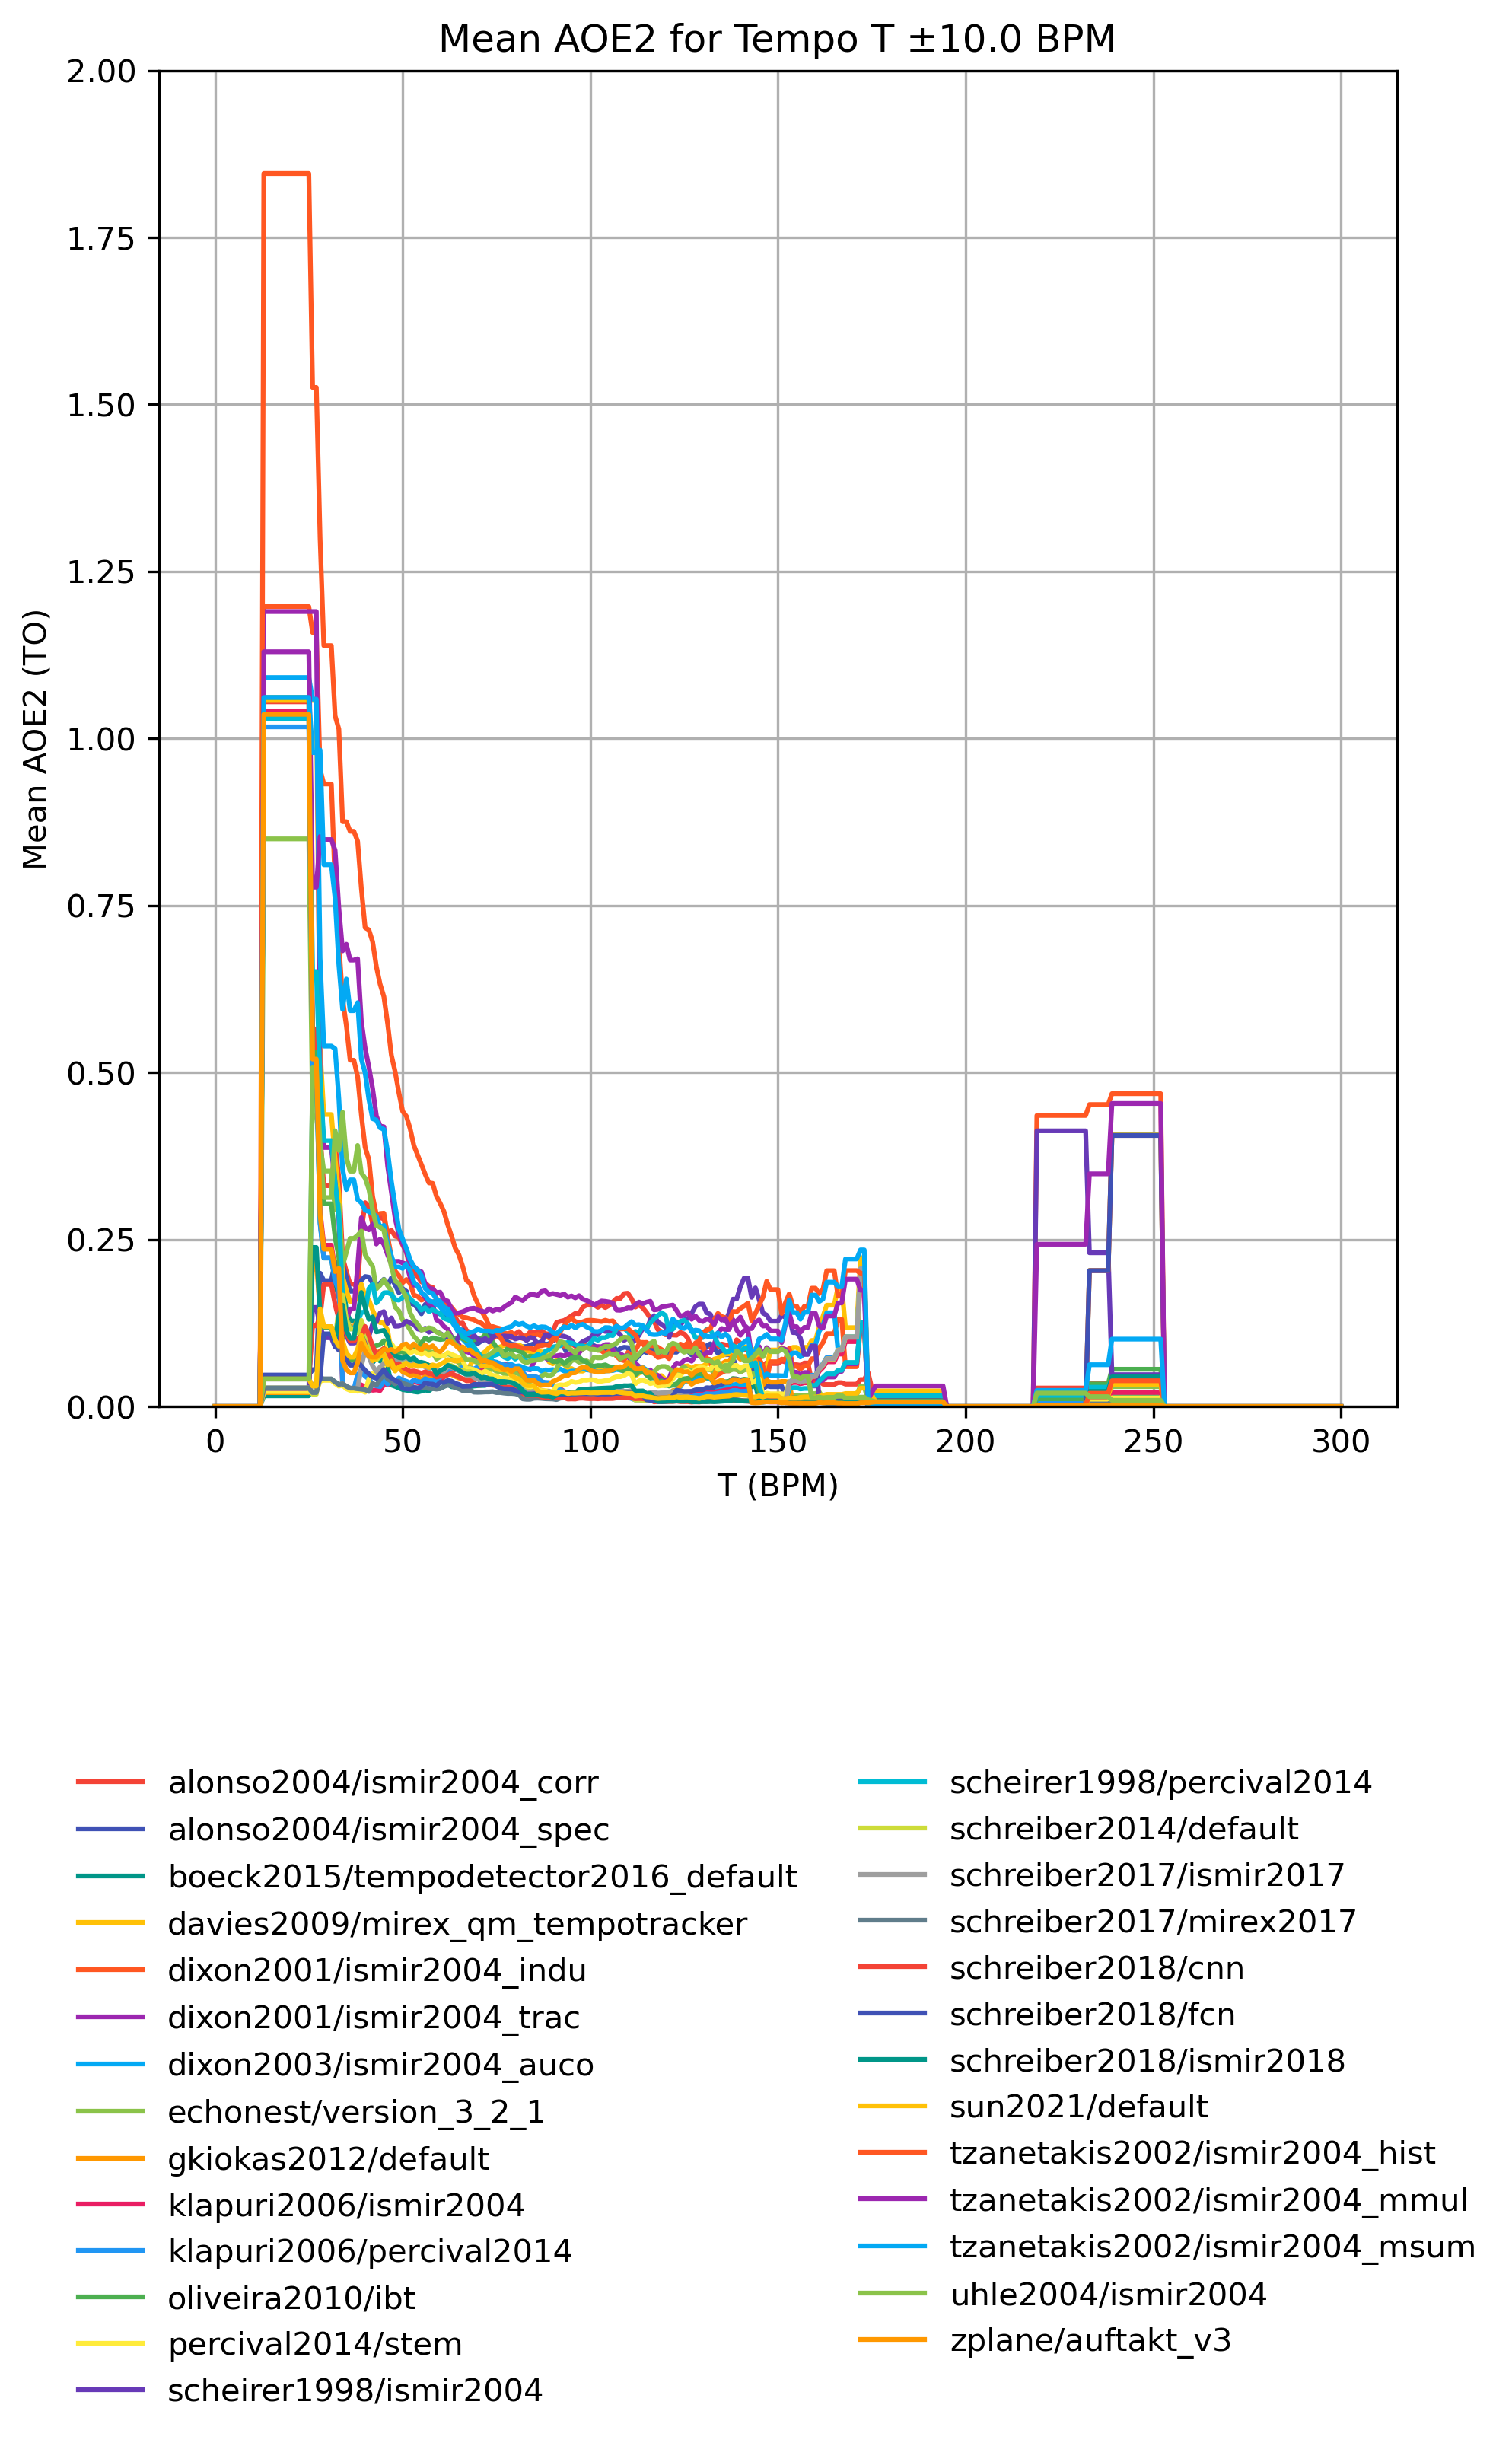 Mean AOE2 for Tempo T ±10.0 BPM
2.00
1.75
1.50
1.25
1.00
0.75
0.50
0.25
0.00
Mean AOE2 (TO)
0 50 100 150 200 250 300
T (BPM)
alonso2004/ismir2004_corr
alonso2004/ismir2004_spec
boeck2015/tempodetector2016_default
davies2009/mirex_qm_tempotracker
dixon2001/ismir2004_indu
dixon2001/ismir2004_trac
dixon2003/ismir2004_auco
echonest/version_3_2_1
gkiokas2012/default
klapuri2006/ismir2004
klapuri2006/percival2014
oliveira2010/ibt
percival2014/stem
scheirer1998/ismir2004
scheirer1998/percival2014
schreiber2014/default
schreiber2017/ismir2017
schreiber2017/mirex2017
schreiber2018/cnn
schreiber2018/fcn
schreiber2018/ismir2018
sun2021/default
tzanetakis2002/ismir2004_hist
tzanetakis2002/ismir2004_mmul
tzanetakis2002/ismir2004_msum
uhle2004/ismir2004
zplane/auftakt_v3